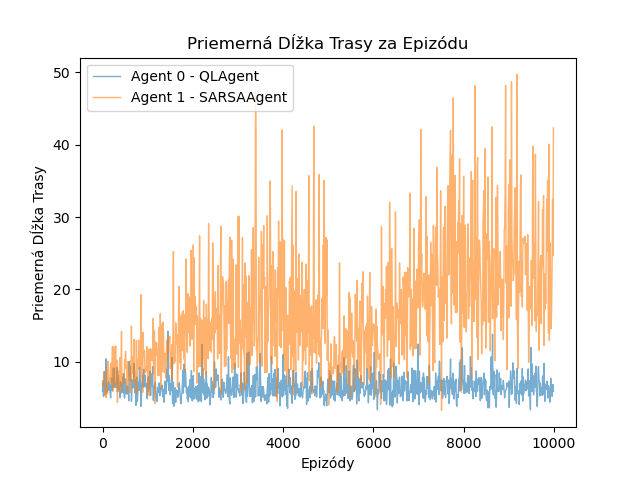 Priemerná Dĺžka Trasy za Epizódu
Agent 0 - QLAgent
Agent 1 - SARSAAgent
50
40
30
20
10
Priemerná Dĺžka Trasy
0
2000
4000
6000
8000
10000
Epizódy